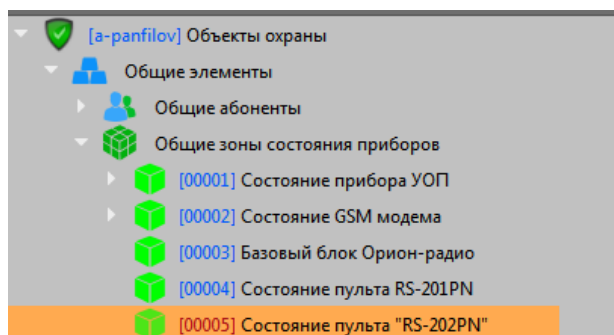 [a-panfilov] Объекты охраны
Общие элементы
Общие абоненты
Общие зоны состояния приборов
[00001] Состояние прибора УОП
[00002] Состояние GSM модема
[00003] Базовый блок Орион-радио
[00004] Состояние пульта RS-201PN
[00005] Состояние пульта "RS-202PN"